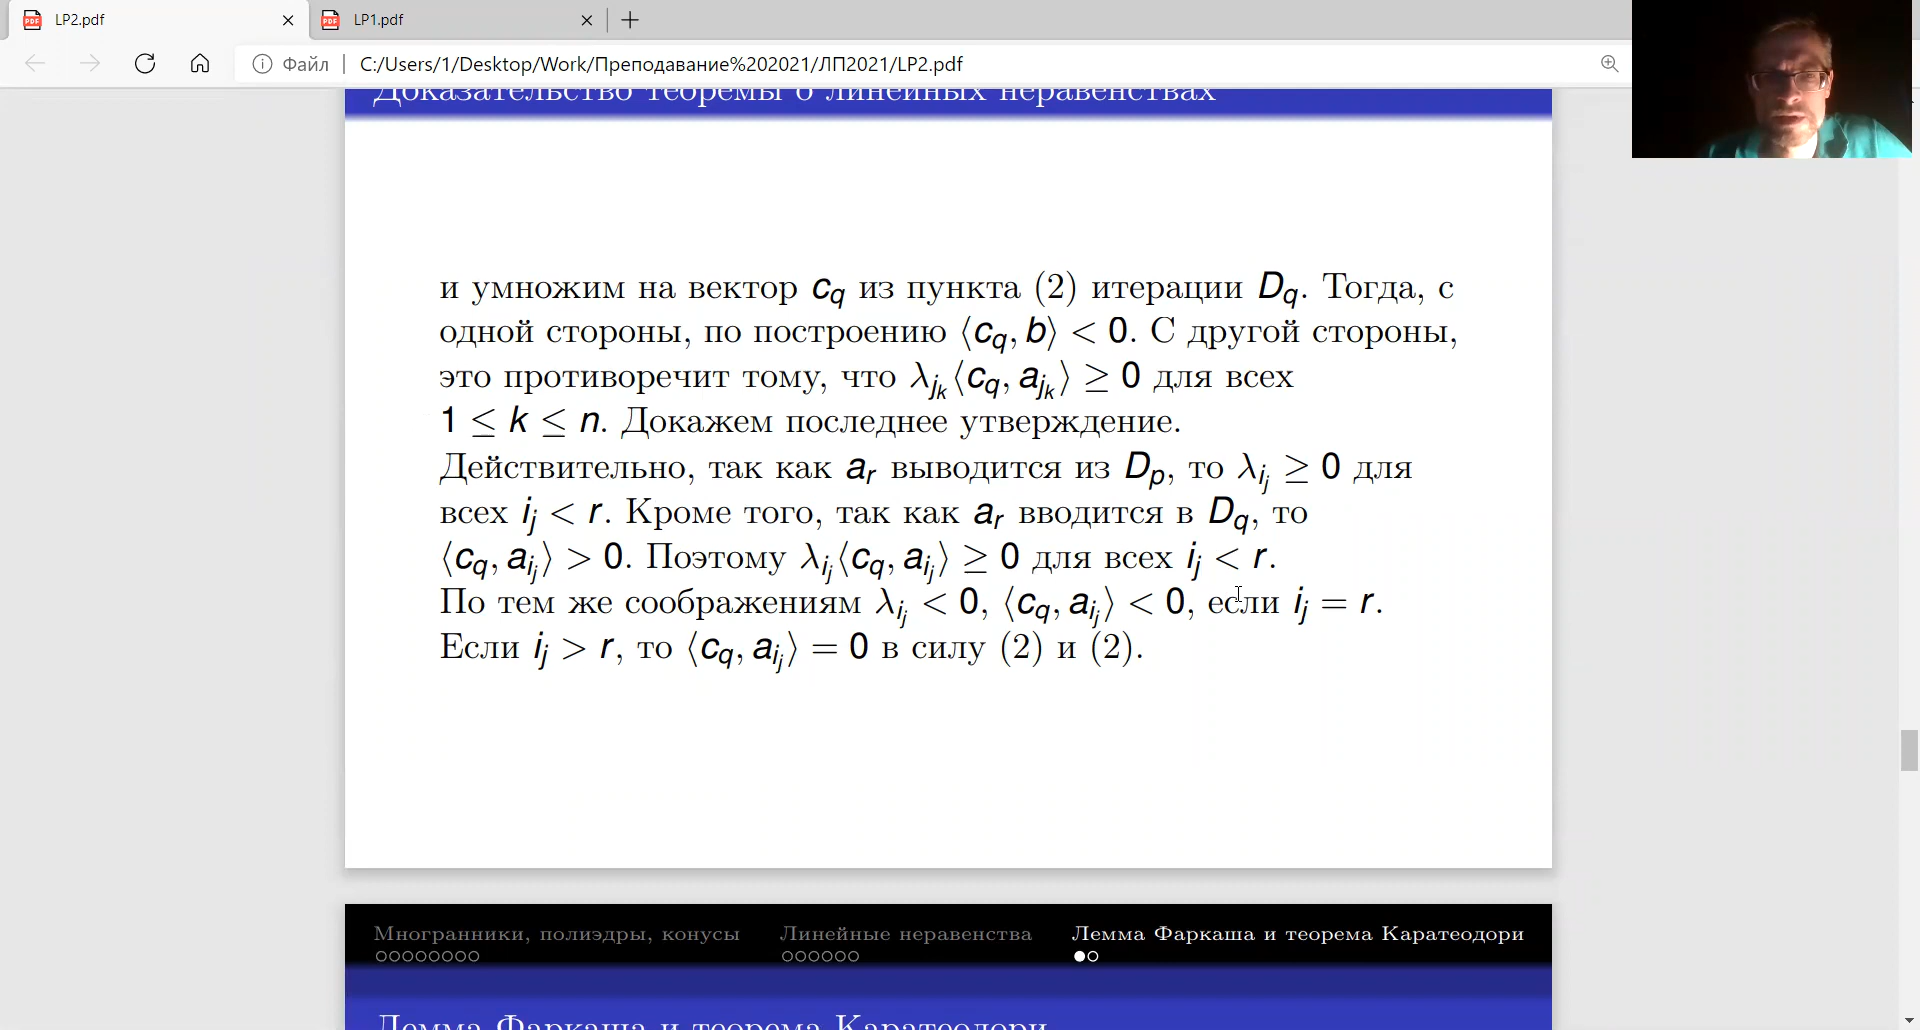 LP2.pdf
LP1.pdf
Файл
C:/Users/1/Desktop/Work/Преподавание%202021/ЛП2021/LP2.pdf
Доказательство теоремы о линейных неравенствах
и умножим на вектор c_q из пункта (2) итерации D_q. Тогда, с
одной стороны, по построению ⟨c_q, b⟩ < 0. С другой стороны,
это противоречит тому, что λ_{j_k}⟨c_q, a_{j_k}⟩ ≥ 0 для всех
1 ≤ k ≤ n. Докажем последнее утверждение.
Действительно, так как a_r выводится из D_p, то λ_{i_j} ≥ 0 для
всех i_j < r. Кроме того, так как a_r вводится в D_q, то
⟨c_q, a_{i_j}⟩ > 0. Поэтому λ_{i_j}⟨c_q, a_{i_j}⟩ ≥ 0 для всех i_j < r.
По тем же соображениям λ_{i_j} < 0, ⟨c_q, a_{i_j}⟩ < 0, если i_j = r.
Если i_j > r, то ⟨c_q, a_{i_j}⟩ = 0 в силу (2) и (2).
Многранники, полиэдры, конусы
Линейные неравенства
Лемма Фаркаша и теорема Каратеодори
Лемма Фаркаша и теорема Каратеодори